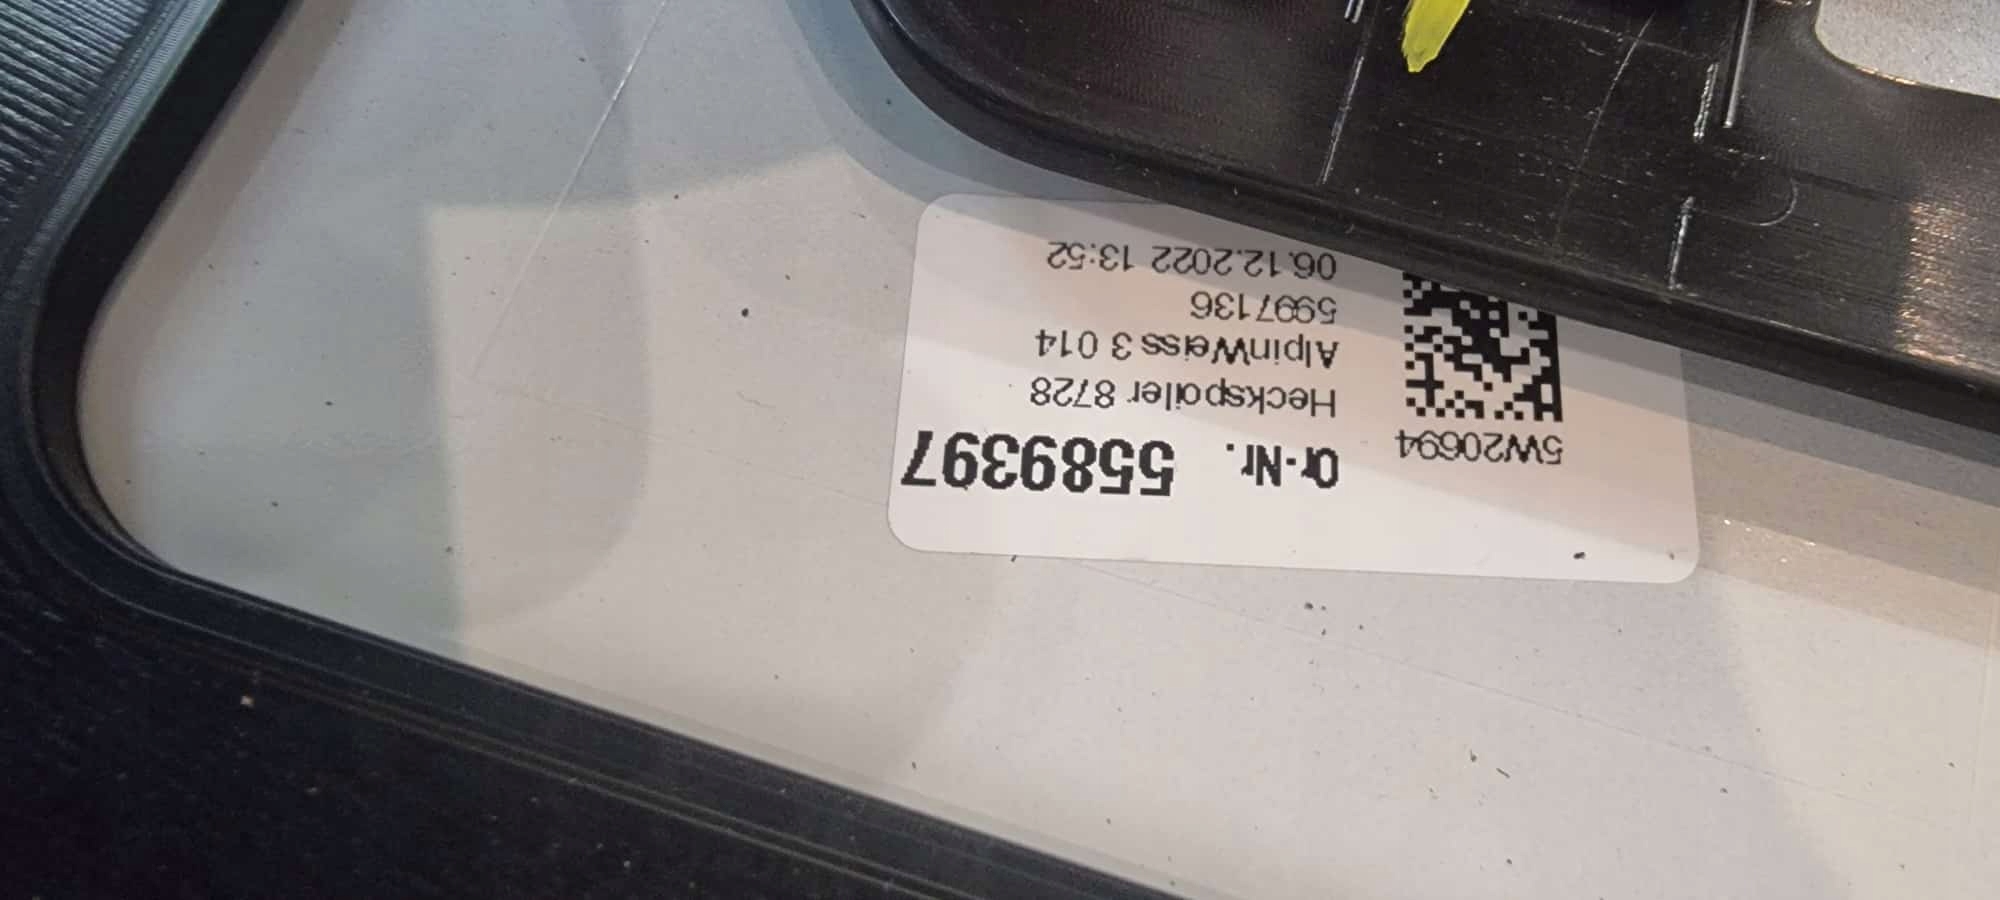 5W20694
Or-Nr. 5589397
Heckspoiler 8728
AlpinWeiss 3 014
5997136
06.12.2022 13:52